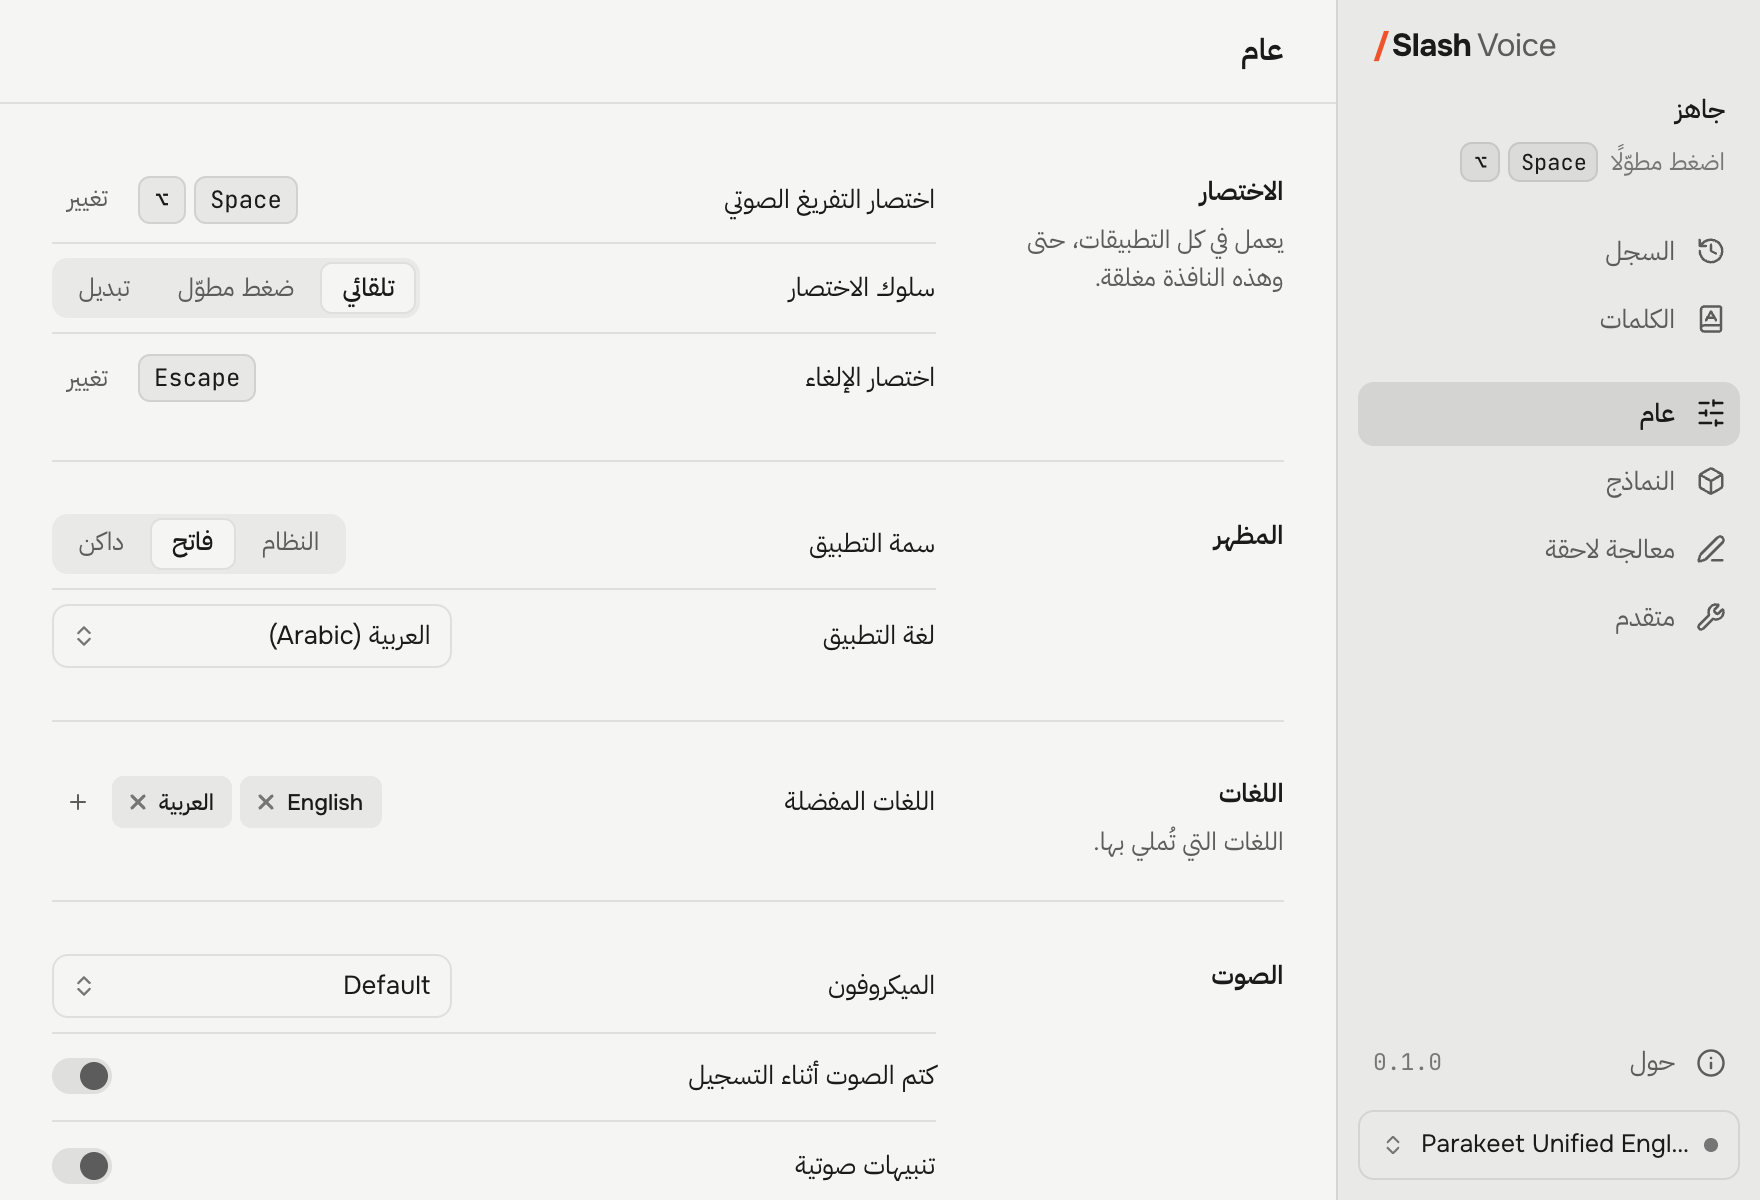 /Slash Voice
جاهز
اضغط مطوّلًا Space ⌥
السجل
الكلمات
عام
النماذج
معالجة لاحقة
متقدم
حول 0.1.0
Parakeet Unified Engl...
عام
الاختصار
يعمل في كل التطبيقات، حتى
وهذه النافذة مغلقة.
اختصار التفريغ الصوتي Space ⌥ تغيير
سلوك الاختصار تلقائي ضغط مطوّل تبديل
اختصار الإلغاء Escape تغيير
المظهر
سمة التطبيق النظام فاتح داكن
لغة التطبيق العربية (Arabic)
اللغات
اللغات التي تُملي بها.
اللغات المفضلة English × العربية × +
الصوت
الميكروفون Default
كتم الصوت أثناء التسجيل
تنبيهات صوتية